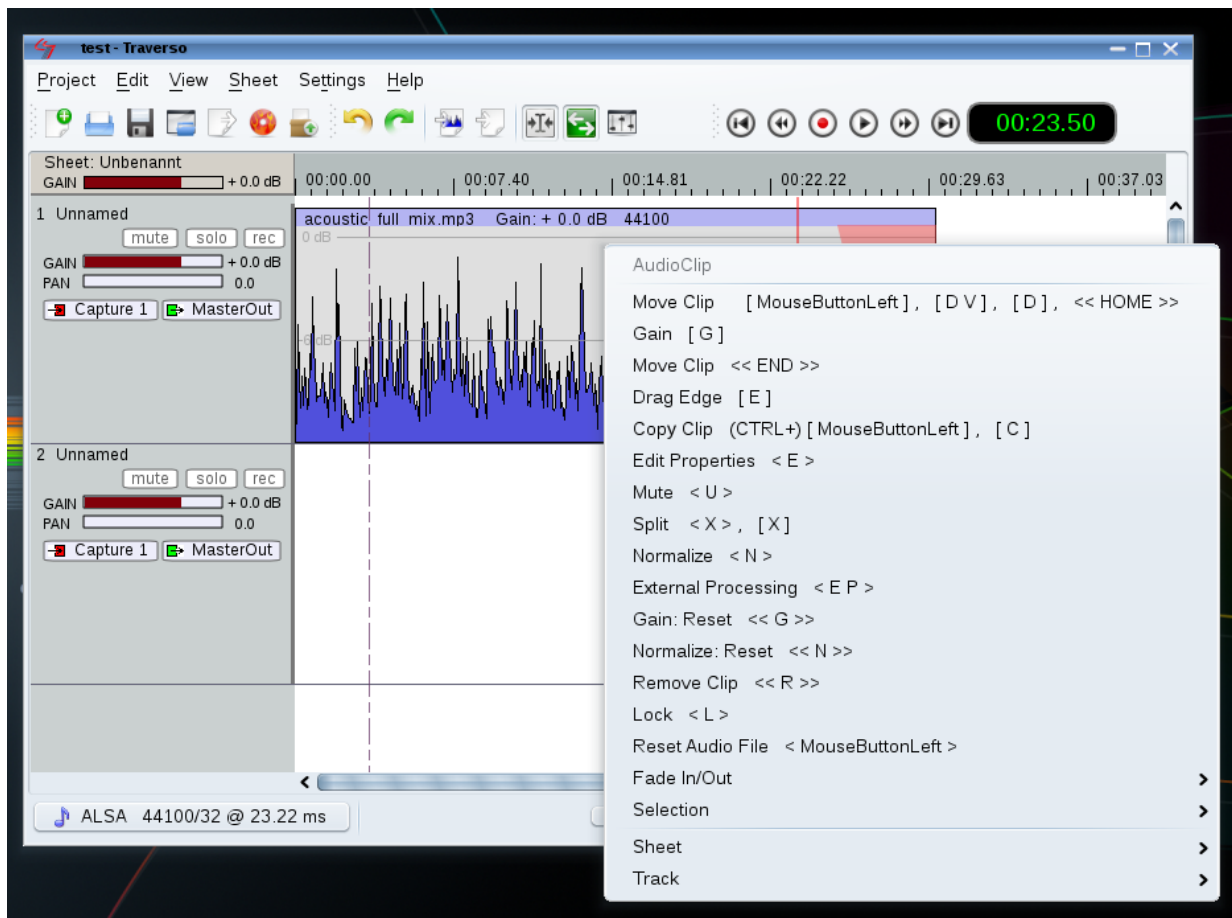 test - Traverso
Project Edit View Sheet Settings Help
00:23.50
Sheet: Unbenannt
GAIN + 0.0 dB
00:00.00 00:07.40 00:14.81 00:22.22 00:29.63 00:37.03
1 Unnamed
mute solo rec
GAIN + 0.0 dB
PAN 0.0
Capture 1 MasterOut
acoustic_full_mix.mp3 Gain: + 0.0 dB 44100
0 dB
-6 dB
2 Unnamed
mute solo rec
GAIN + 0.0 dB
PAN 0.0
Capture 1 MasterOut
ALSA 44100/32 @ 23.22 ms
AudioClip
Move Clip [ MouseButtonLeft ] , [ D V ] , [ D ] , << HOME >>
Gain [ G ]
Move Clip << END >>
Drag Edge [ E ]
Copy Clip (CTRL+) [ MouseButtonLeft ] , [ C ]
Edit Properties < E >
Mute < U >
Split < X > , [ X ]
Normalize < N >
External Processing < E P >
Gain: Reset << G >>
Normalize: Reset << N >>
Remove Clip << R >>
Lock < L >
Reset Audio File < MouseButtonLeft >
Fade In/Out
Selection
Sheet
Track